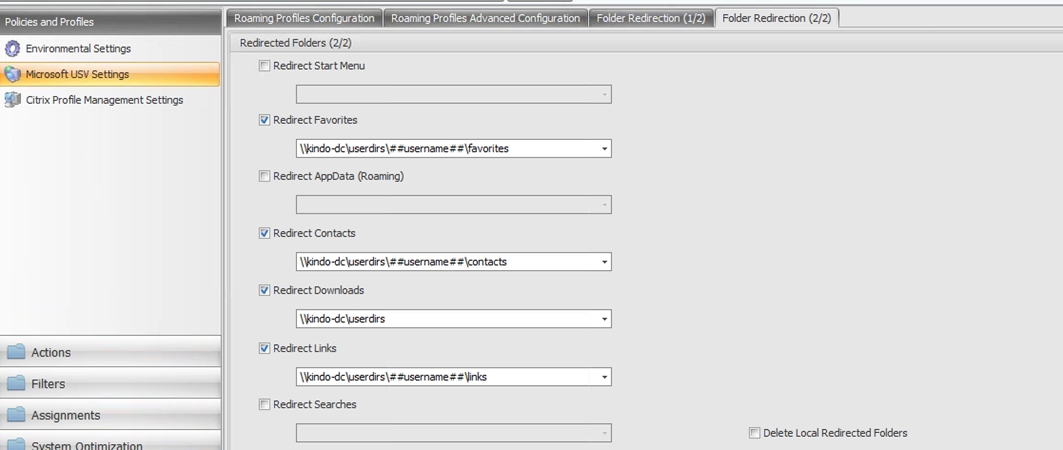 Policies and Profiles
Environmental Settings
Microsoft USV Settings
Citrix Profile Management Settings
Actions
Filters
Assignments
System Optimization
Roaming Profiles Configuration
Roaming Profiles Advanced Configuration
Folder Redirection (1/2)
Folder Redirection (2/2)
Redirected Folders (2/2)
Redirect Start Menu
Redirect Favorites
\\kindo-dc\userdirs\##username##\favorites
Redirect AppData (Roaming)
Redirect Contacts
\\kindo-dc\userdirs\##username##\contacts
Redirect Downloads
\\kindo-dc\userdirs
Redirect Links
\\kindo-dc\userdirs\##username##\links
Redirect Searches
Delete Local Redirected Folders